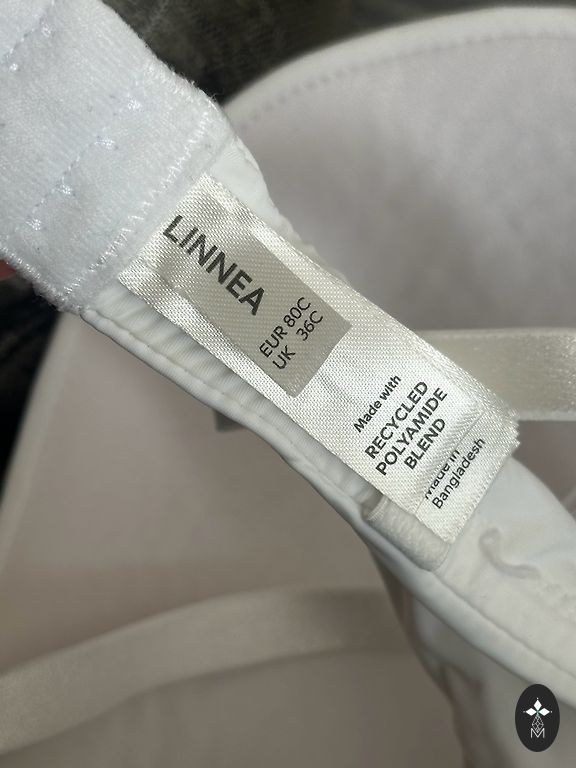 LINNEA
EUR 80C
UK 36C
Made with
RECYCLED
POLYAMIDE
BLEND
Made in
Bangladesh
M